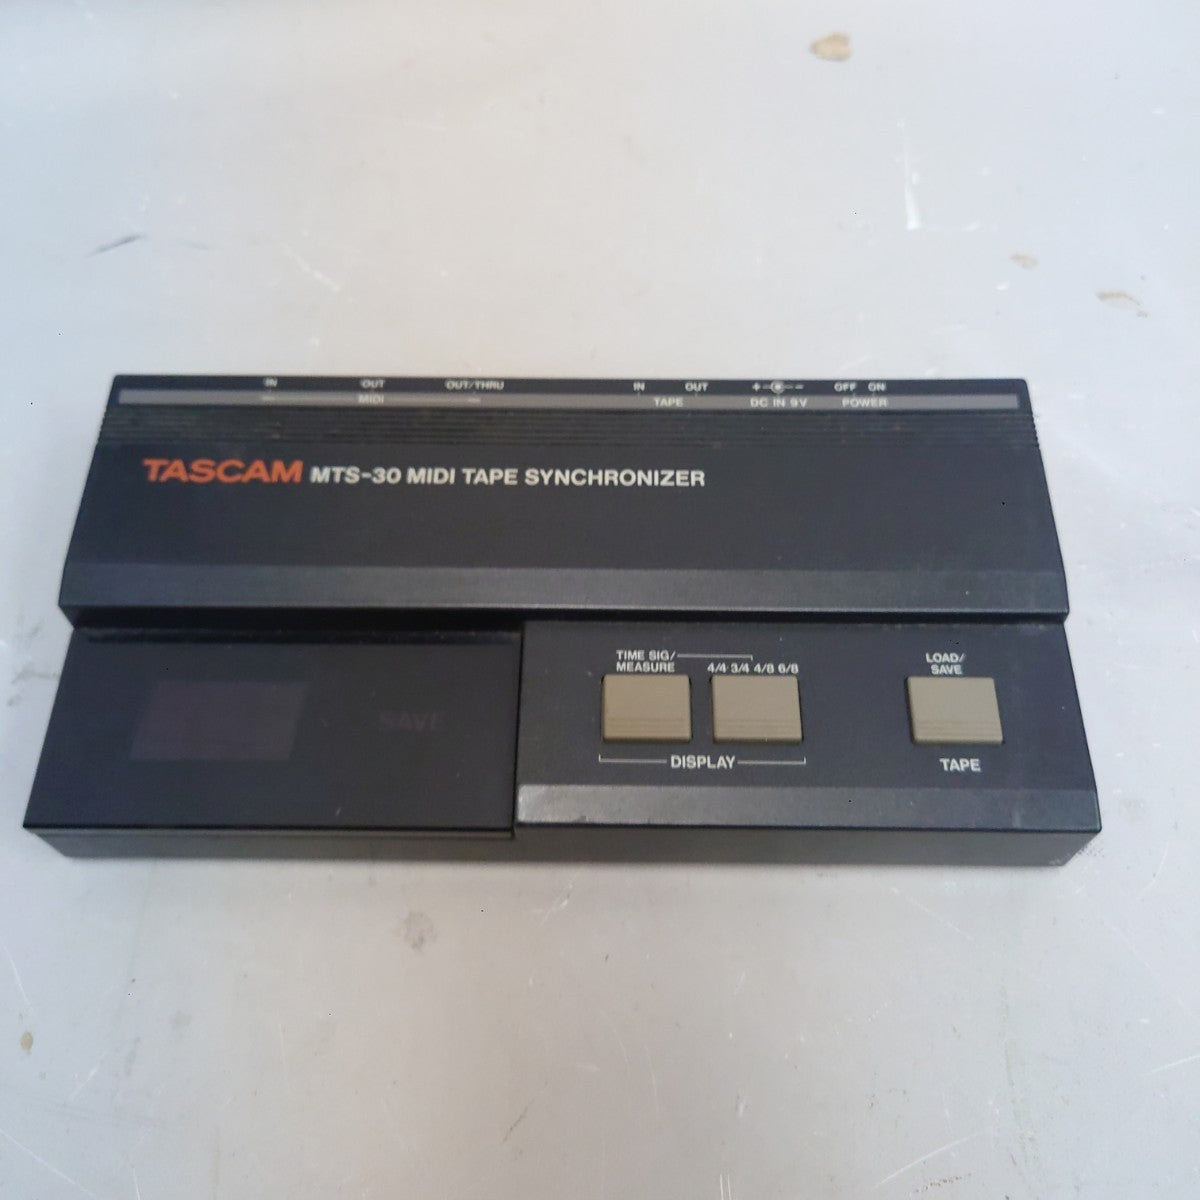 IN OUT OUT/THRU IN OUT + - OFF ON
MIDI TAPE DC IN 9V POWER
TASCAM MTS-30 MIDI TAPE SYNCHRONIZER
TIME SIG/ LOAD/
MEASURE 4/4 3/4 4/8 6/8 SAVE
SAVE
DISPLAY TAPE